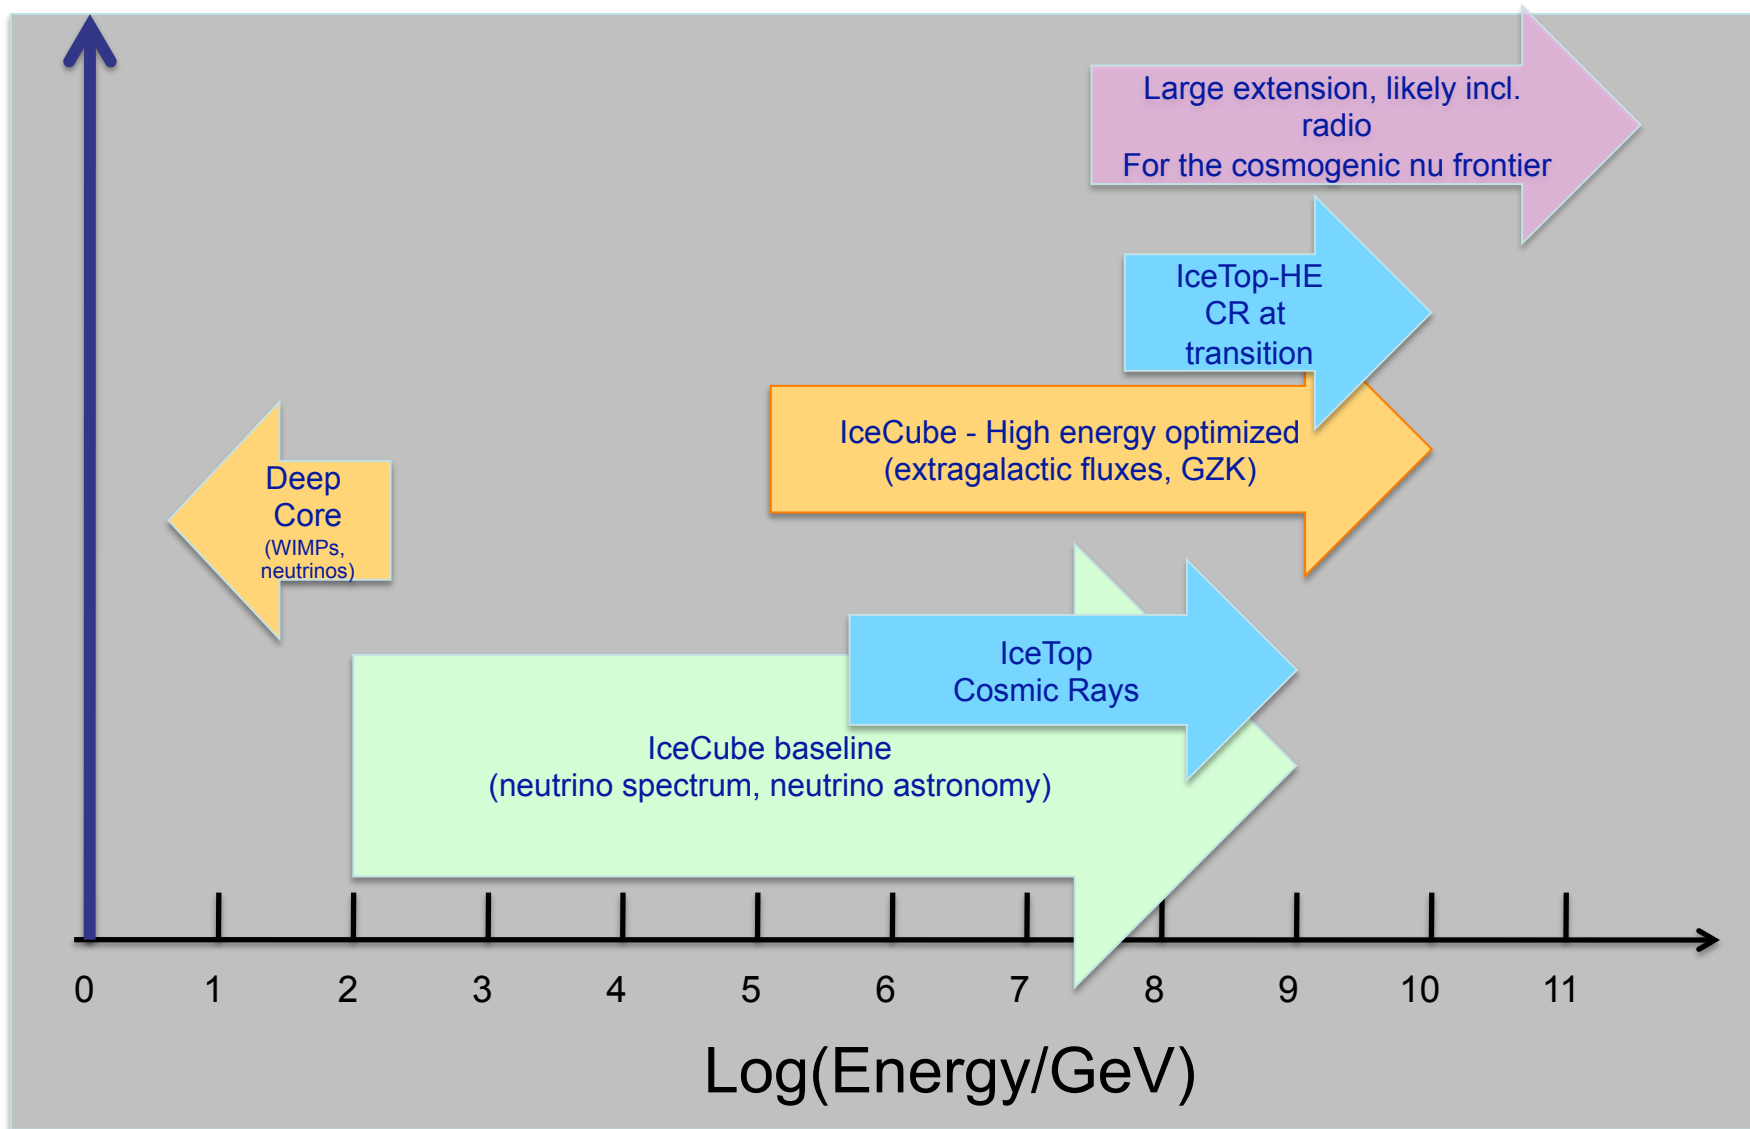 Large extension, likely incl.
radio
For the cosmogenic nu frontier
IceTop-HE
CR at
transition
IceCube - High energy optimized
(extragalactic fluxes, GZK)
Deep
Core
(WIMPs,
neutrinos)
IceTop
Cosmic Rays
IceCube baseline
(neutrino spectrum, neutrino astronomy)
0 1 2 3 4 5 6 7 8 9 10 11
Log(Energy/GeV)